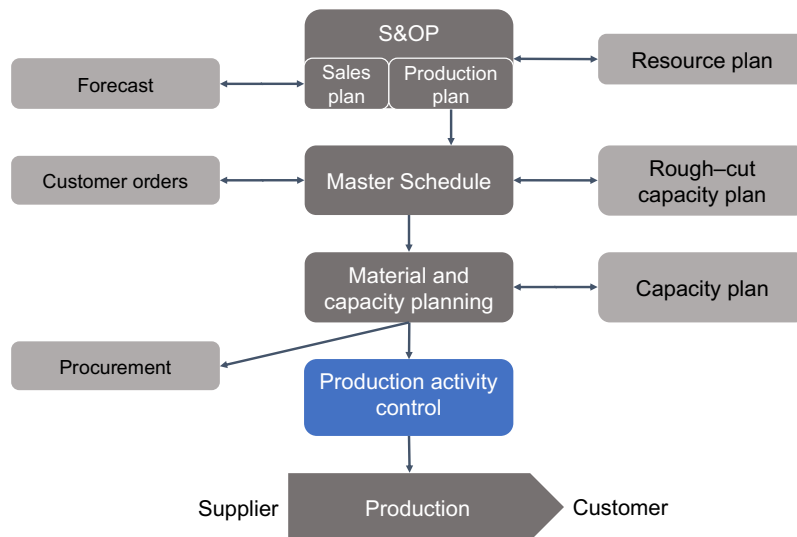 S&OP
Forecast
Sales
plan
Production
plan
Resource plan
Customer orders
Master Schedule
Rough–cut
capacity plan
Material and
capacity planning
Capacity plan
Procurement
Production activity
control
Supplier
Production
Customer